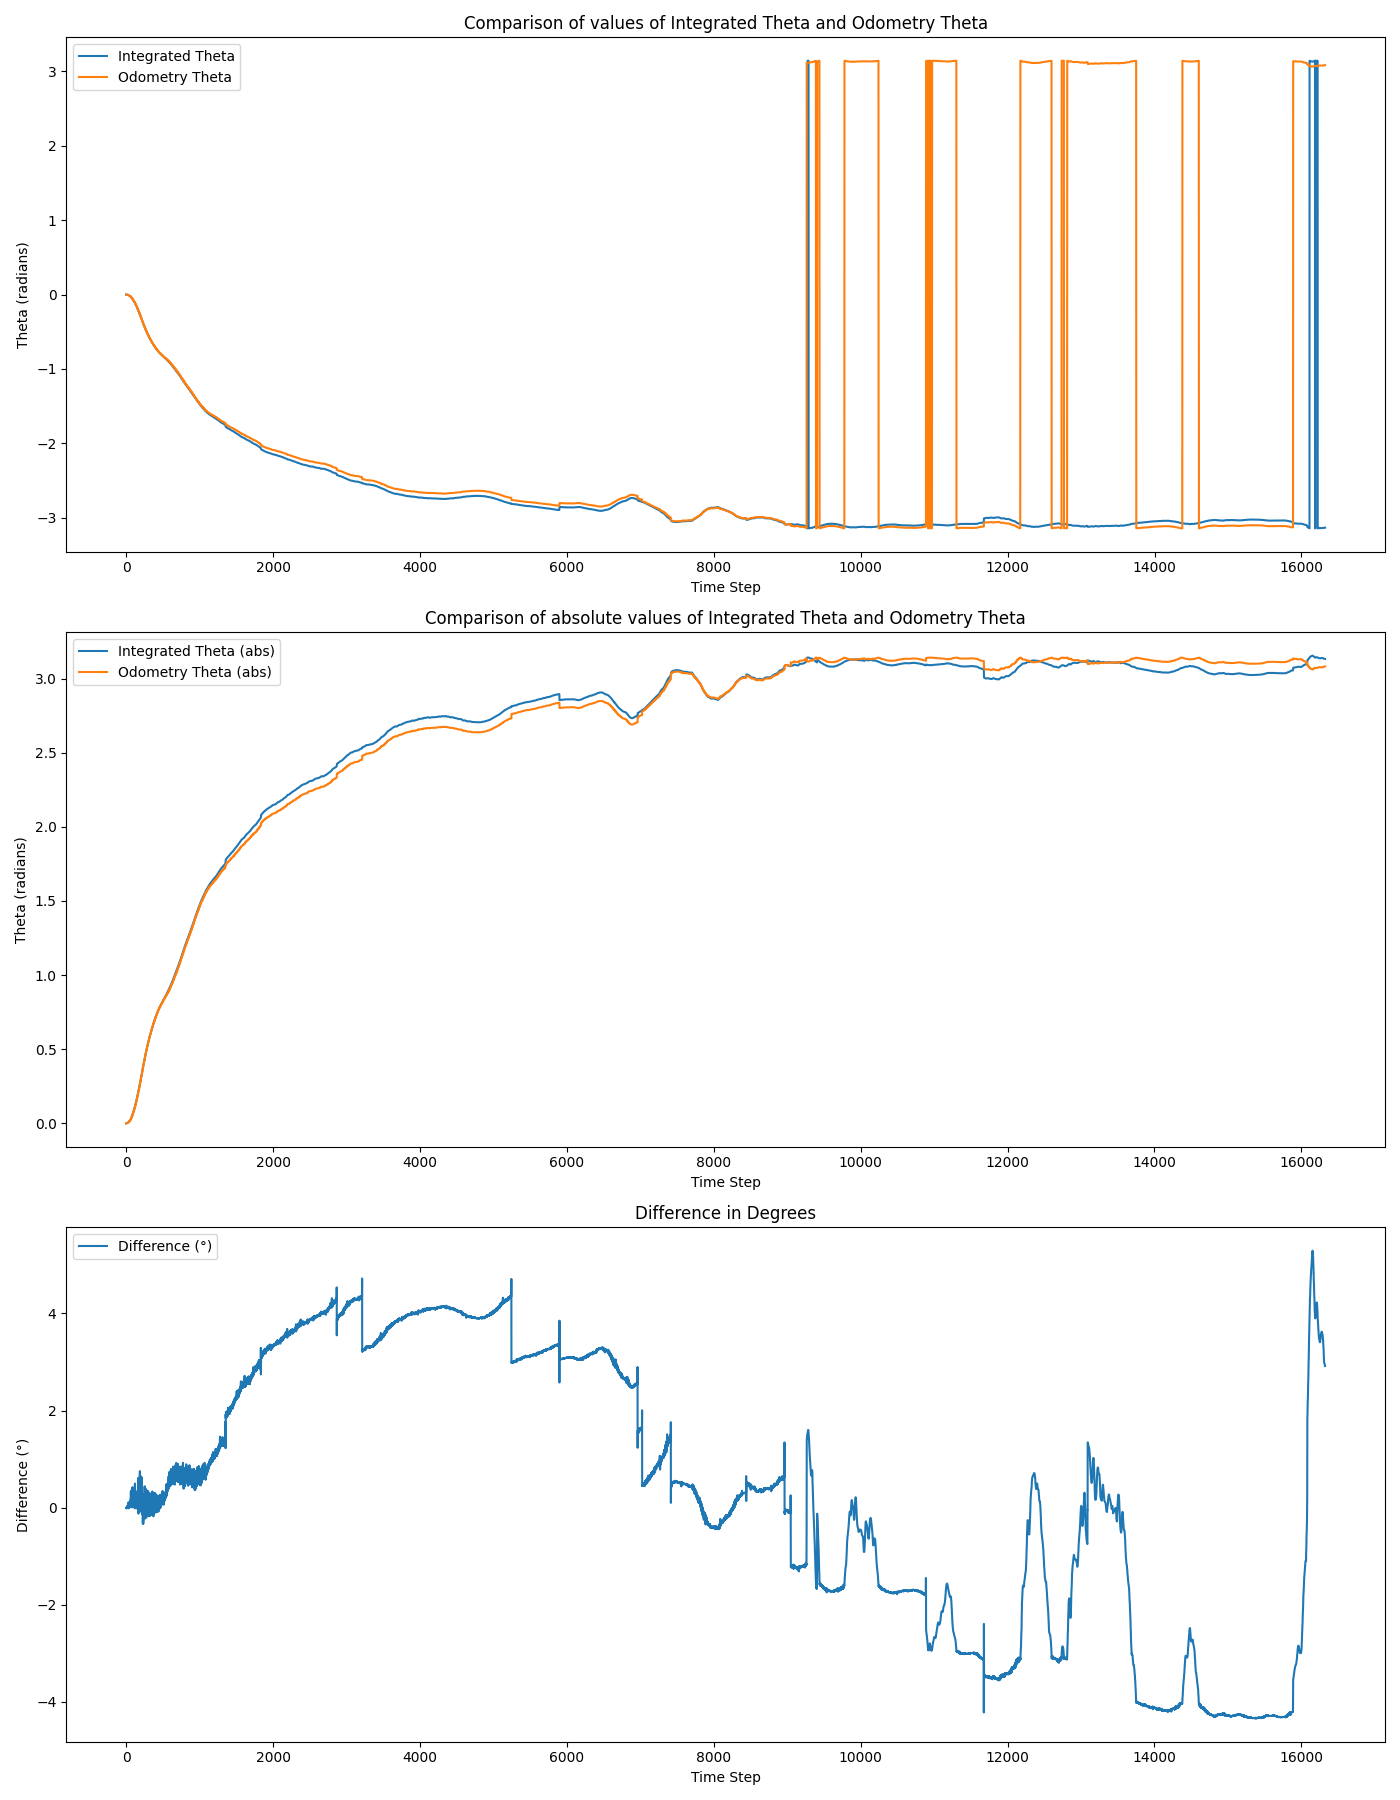 Comparison of values of Integrated Theta and Odometry Theta
Integrated Theta
Odometry Theta
3
2
1
0
−1
−2
−3
Theta (radians)
0 2000 4000 6000 8000 10000 12000 14000 16000
Time Step
Comparison of absolute values of Integrated Theta and Odometry Theta
Integrated Theta (abs)
Odometry Theta (abs)
3.0
2.5
2.0
1.5
1.0
0.5
0.0
Theta (radians)
0 2000 4000 6000 8000 10000 12000 14000 16000
Time Step
Difference in Degrees
Difference (°)
4
2
0
−2
−4
Difference (°)
0 2000 4000 6000 8000 10000 12000 14000 16000
Time Step